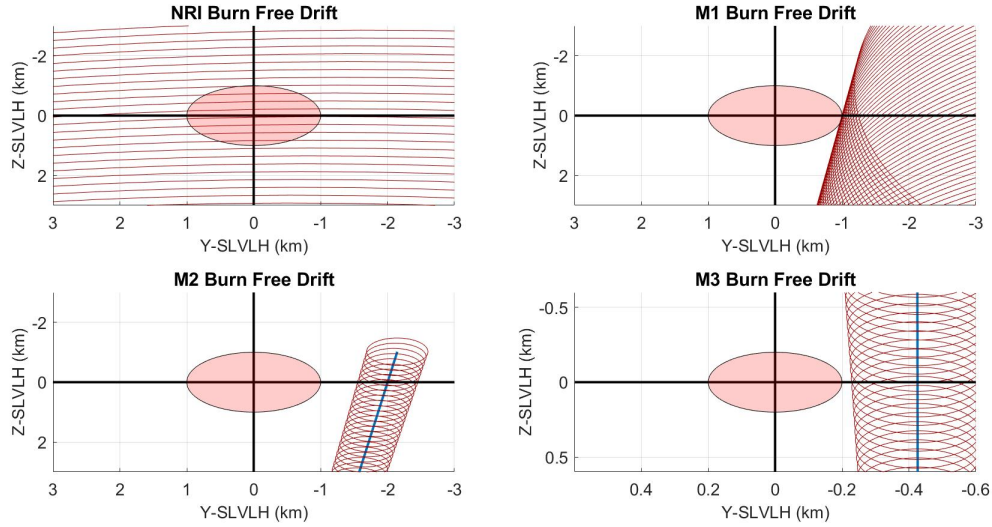 NRI Burn Free Drift
Z-SLVLH (km)
-2
0
2
3 2 1 0 -1 -2 -3
Y-SLVLH (km)
M1 Burn Free Drift
Z-SLVLH (km)
-2
0
2
3 2 1 0 -1 -2 -3
Y-SLVLH (km)
M2 Burn Free Drift
Z-SLVLH (km)
-2
0
2
3 2 1 0 -1 -2 -3
Y-SLVLH (km)
M3 Burn Free Drift
Z-SLVLH (km)
-0.5
0
0.5
0.4 0.2 0 -0.2 -0.4 -0.6
Y-SLVLH (km)